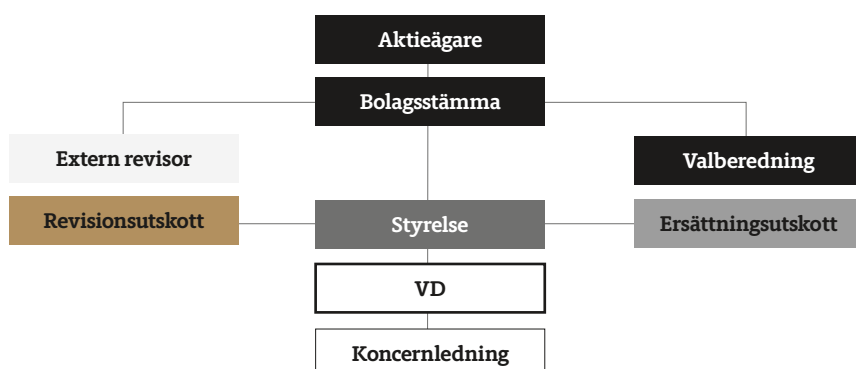 Aktieägare
Bolagsstämma
Extern revisor
Valberedning
Revisionsutskott
Styrelse
Ersättningsutskott
VD
Koncernledning